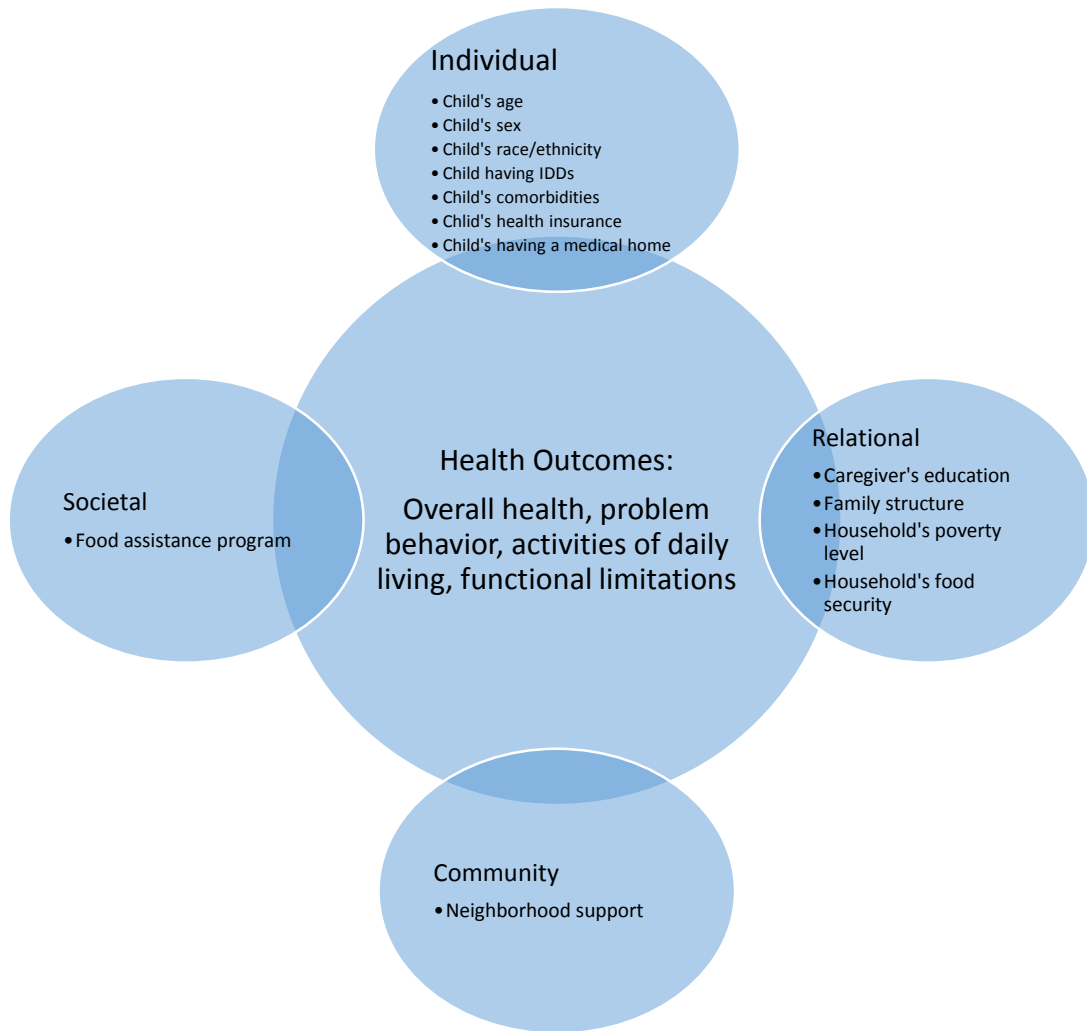 Individual
• Child's age
• Child's sex
• Child's race/ethnicity
• Child having IDDs
• Child's comorbidities
• Chlid's health insurance
• Child's having a medical home
Health Outcomes:
Overall health, problem
behavior, activities of daily
living, functional limitations
Relational
• Caregiver's education
• Family structure
• Household's poverty
level
• Household's food
security
Societal
• Food assistance program
Community
• Neighborhood support